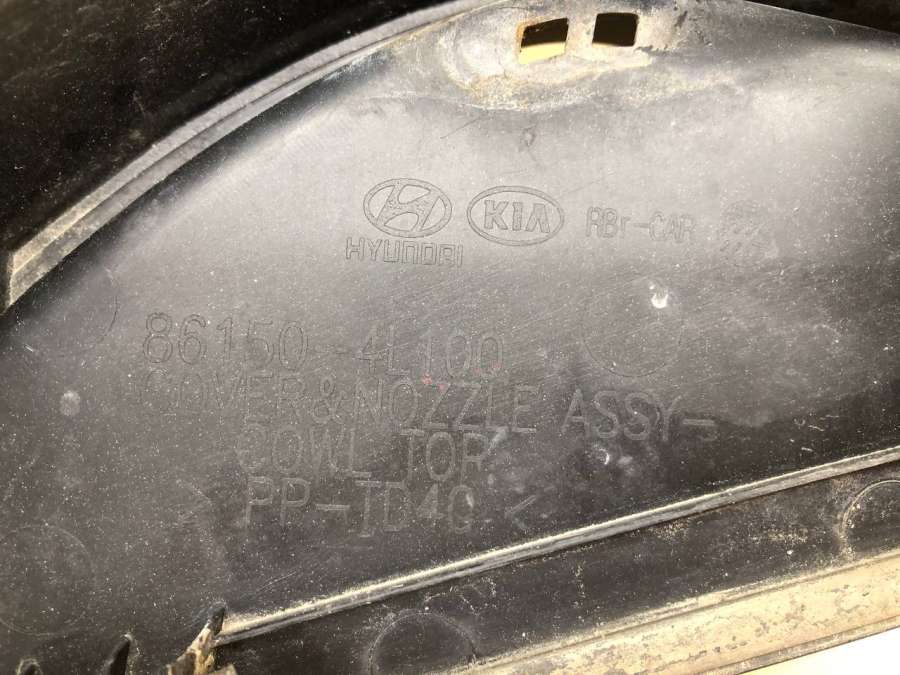 HYUNDAI KIA RBr-CAR
86150-4L100
COVER&NOZZLE ASSY-
COWL TOP
PP-TD40 <